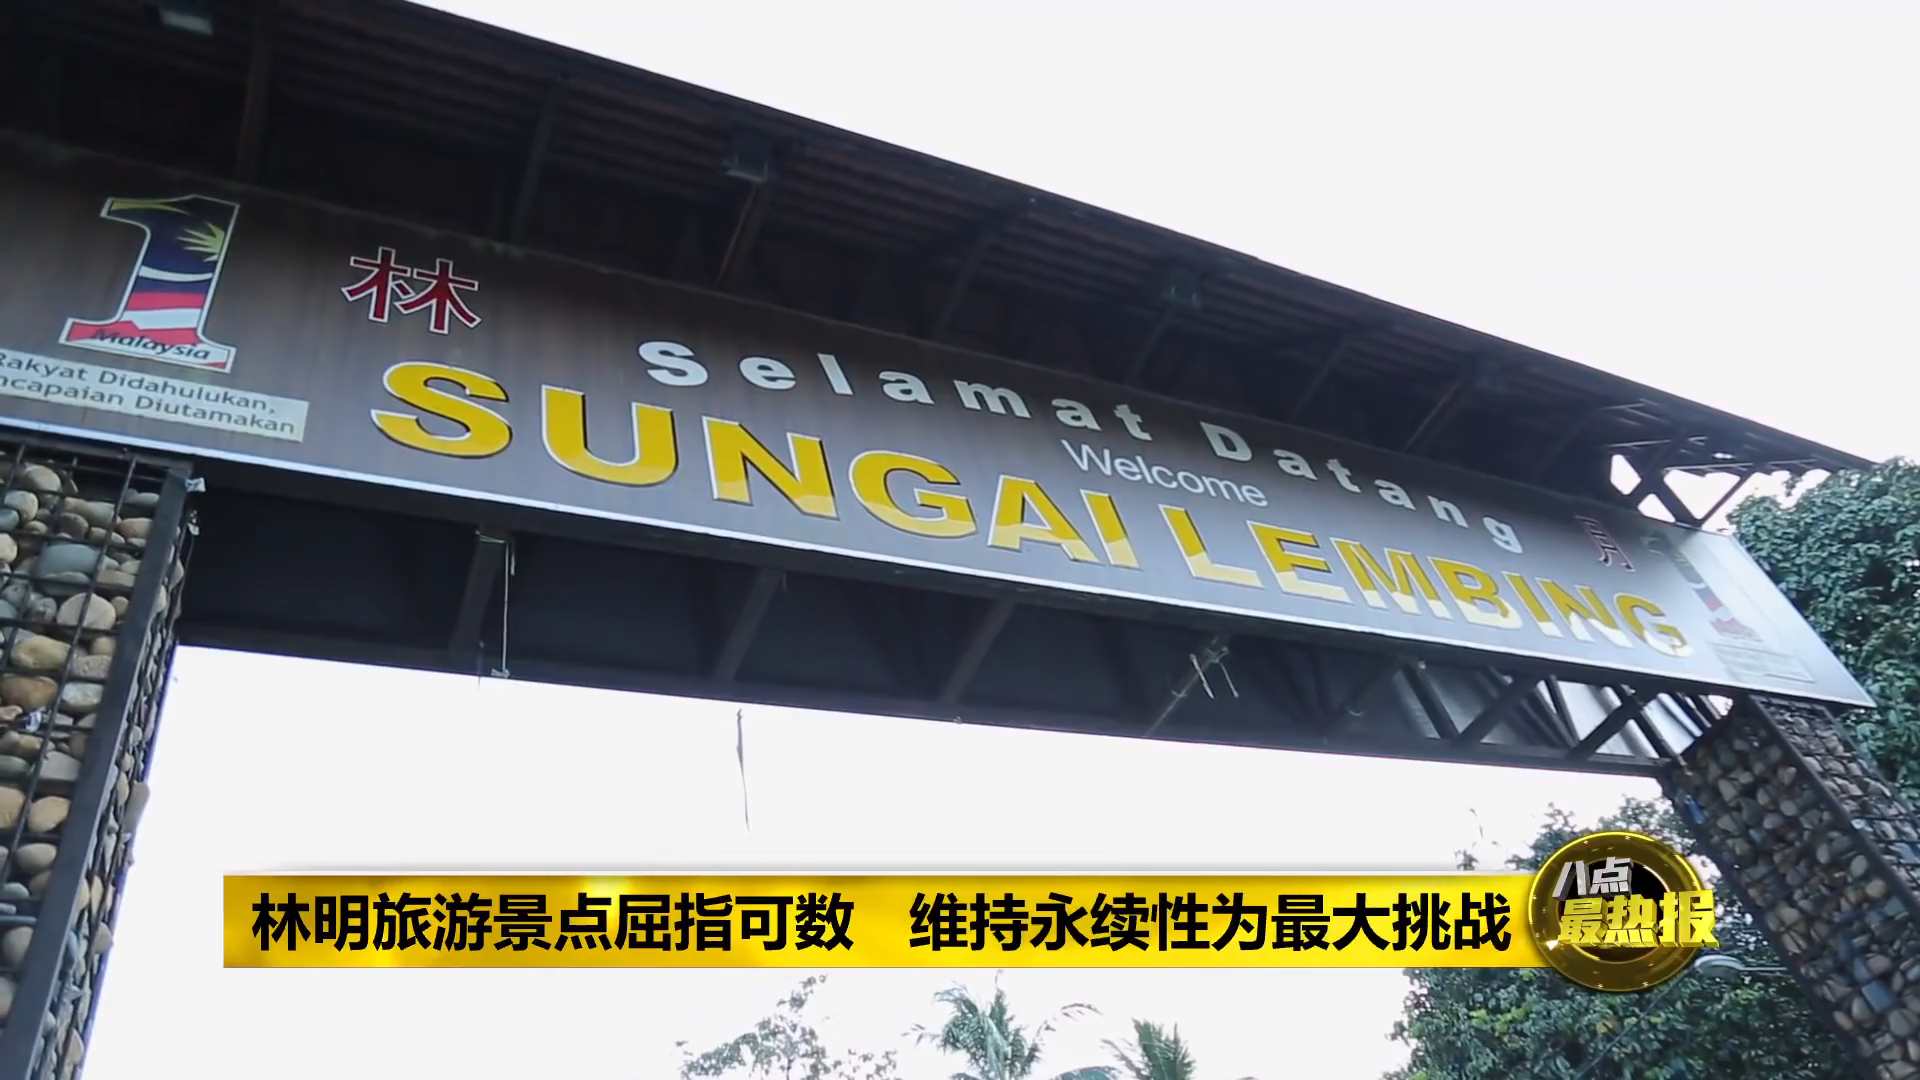 1
Malaysia
Rakyat Didahulukan,
ncapaian Diutamakan
林
Selamat Datang
Welcome
SUNGAI LEMBING
月
林明旅游景点屈指可数 维持永续性为最大挑战
八点
最热报